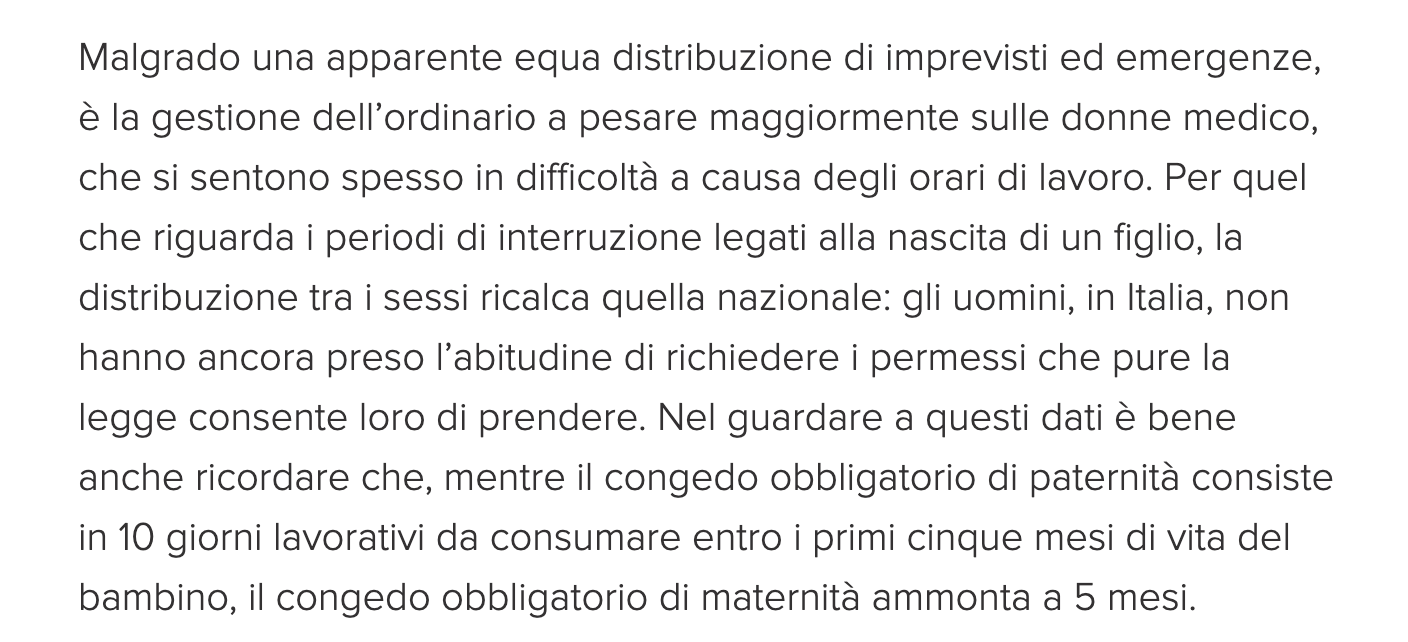 Malgrado una apparente equa distribuzione di imprevisti ed emergenze,
è la gestione dell’ordinario a pesare maggiormente sulle donne medico,
che si sentono spesso in difficoltà a causa degli orari di lavoro. Per quel
che riguarda i periodi di interruzione legati alla nascita di un figlio, la
distribuzione tra i sessi ricalca quella nazionale: gli uomini, in Italia, non
hanno ancora preso l’abitudine di richiedere i permessi che pure la
legge consente loro di prendere. Nel guardare a questi dati è bene
anche ricordare che, mentre il congedo obbligatorio di paternità consiste
in 10 giorni lavorativi da consumare entro i primi cinque mesi di vita del
bambino, il congedo obbligatorio di maternità ammonta a 5 mesi.